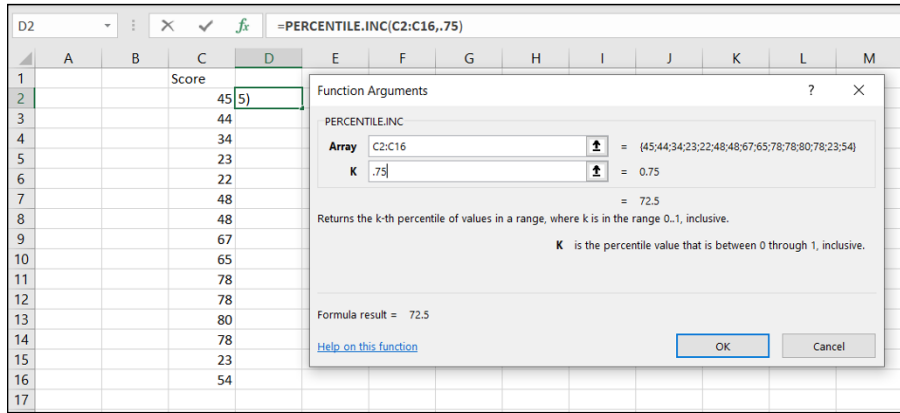 D2 fx =PERCENTILE.INC(C2:C16,.75)
A B C D E F G H I J K L M
1 Score
2 45 5)
3 44
4 34
5 23
6 22
7 48
8 48
9 67
10 65
11 78
12 78
13 80
14 78
15 23
16 54
17
Function Arguments ?
PERCENTILE.INC
Array C2:C16 = {45;44;34;23;22;48;48;67;65;78;78;80;78;23;54}
K .75 = 0.75
= 72.5
Returns the k-th percentile of values in a range, where k is in the range 0..1, inclusive.
K is the percentile value that is between 0 through 1, inclusive.
Formula result = 72.5
Help on this function
OK Cancel